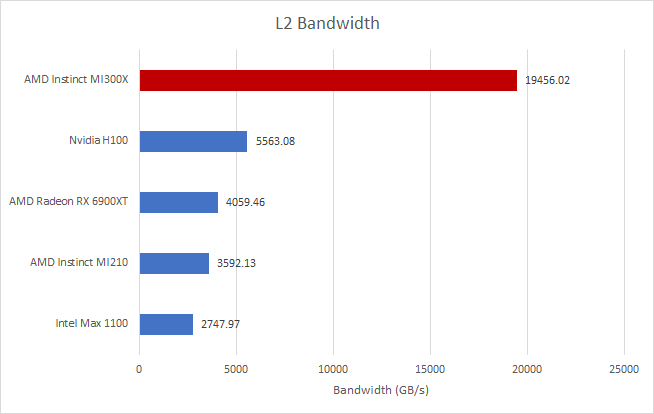 L2 Bandwidth
AMD Instinct MI300X
19456.02
Nvidia H100
5563.08
AMD Radeon RX 6900XT
4059.46
AMD Instinct MI210
3592.13
Intel Max 1100
2747.97
0 5000 10000 15000 20000 25000
Bandwidth (GB/s)